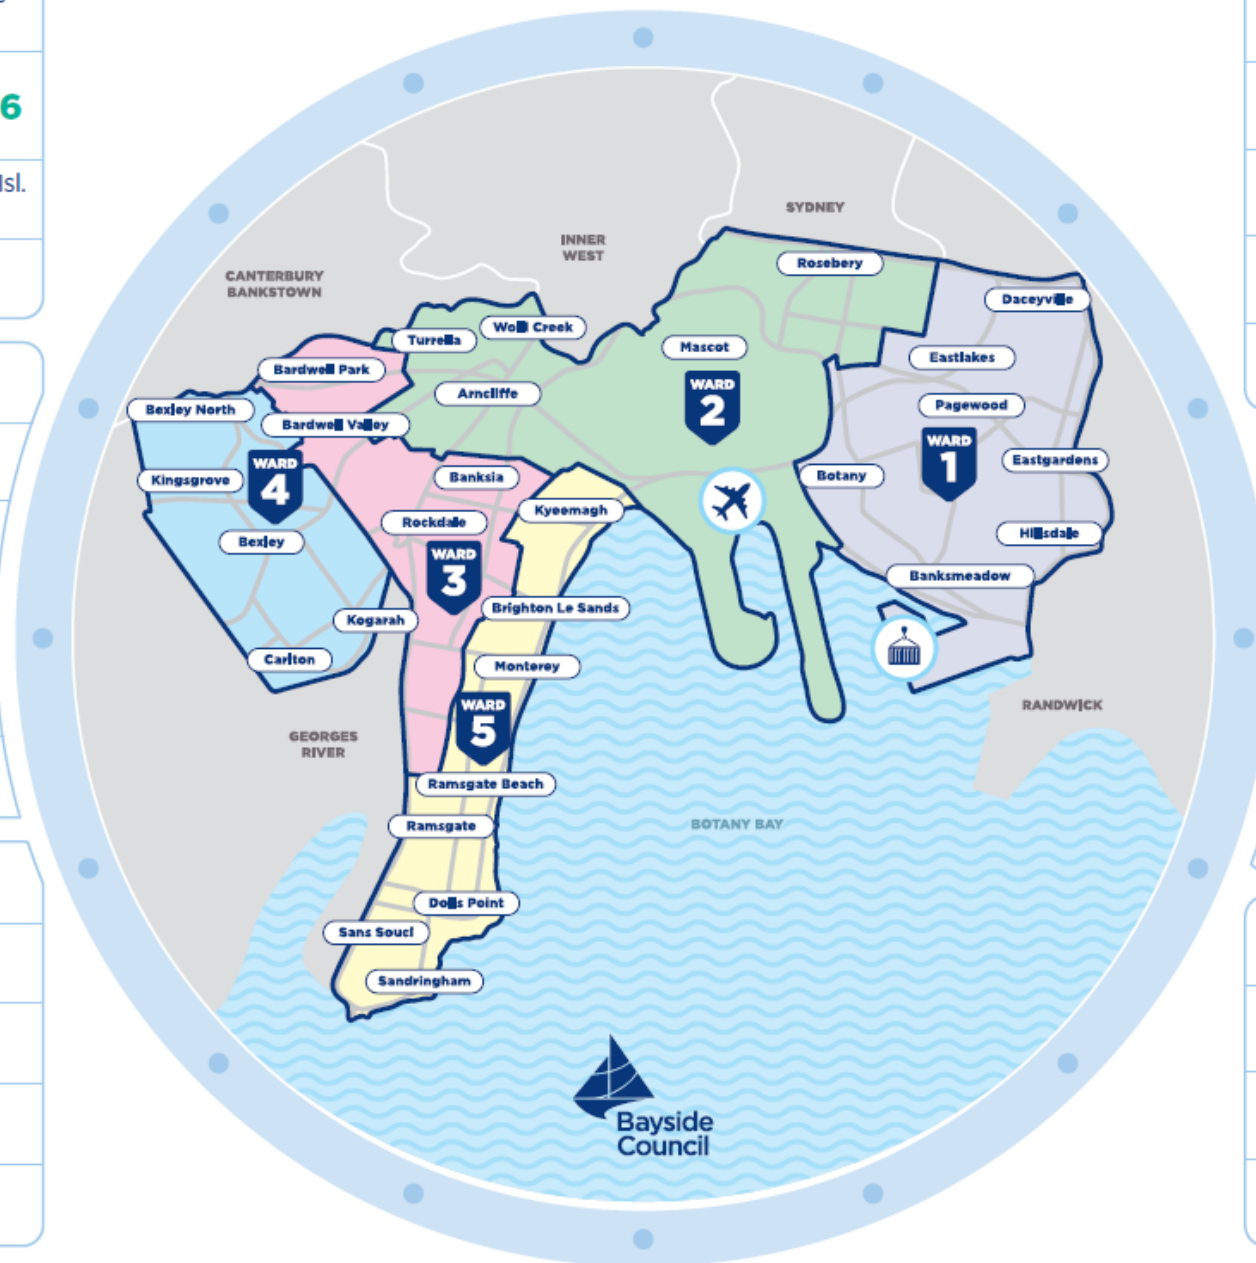 6
Isl.
SYDNEY
INNER
WEST
CANTERBURY
BANKSTOWN
Rosebery
Daceyville
Wolli Creek
Turrella
Mascot
Eastlakes
Bardwell Park
WARD
2
Arncliffe
Pagewood
Bexley North
Bardwell Valley
WARD
1
Eastgardens
WARD
4
Kingsgrove
Banksia
Botany
Kyeemagh
Rockdale
Hillsdale
Bexley
WARD
3
Banksmeadow
Brighton Le Sands
Kogarah
Carlton
Monterey
RANDWICK
WARD
5
GEORGES
RIVER
Ramsgate Beach
Ramsgate
BOTANY BAY
Dolls Point
Sans Souci
Sandringham
Bayside
Council